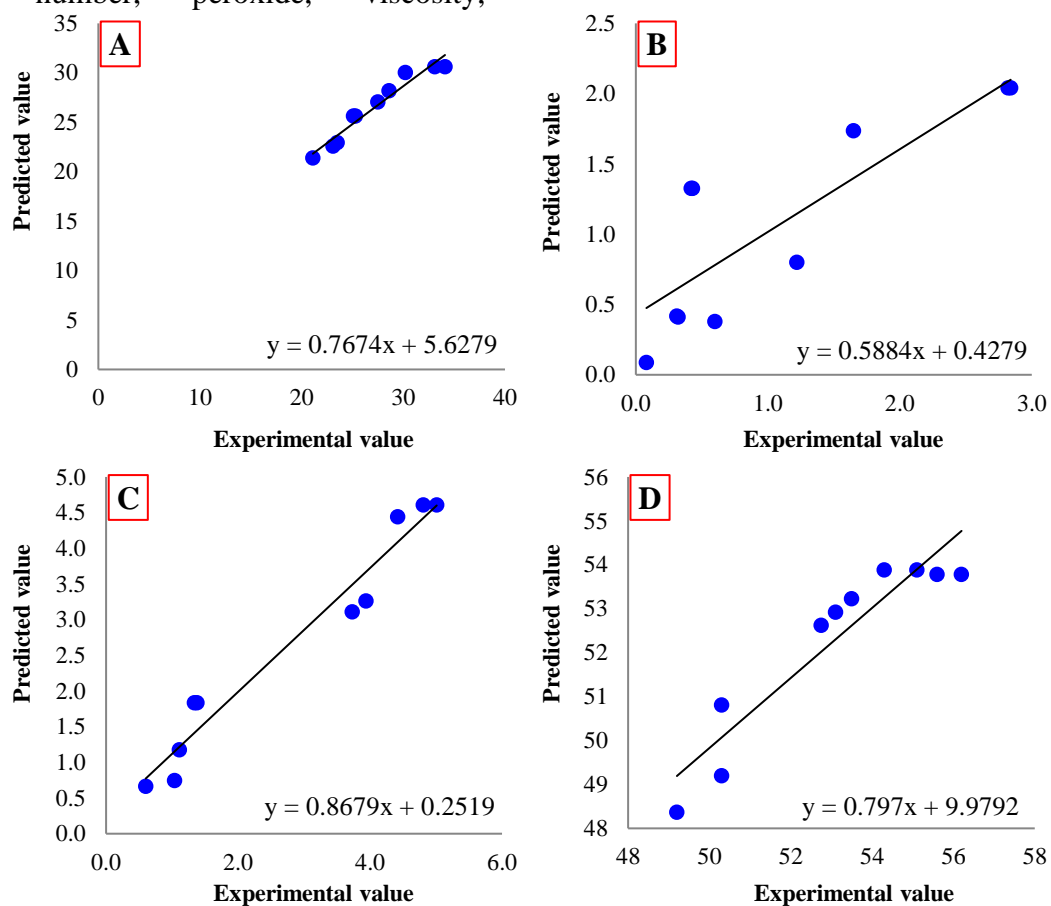 number, peroxide, viscosity,
A
35
30
25
20
15
10
5
0
Predicted value
y = 0.7674x + 5.6279
0 10 20 30 40
Experimental value
B
2.5
2.0
1.5
1.0
0.5
0.0
Predicted value
y = 0.5884x + 0.4279
0.0 1.0 2.0 3.0
Experimental value
C
5.0
4.5
4.0
3.5
3.0
2.5
2.0
1.5
1.0
0.5
0.0
Predicted value
y = 0.8679x + 0.2519
0.0 2.0 4.0 6.0
Experimental value
D
56
55
54
53
52
51
50
49
48
Predicted value
y = 0.797x + 9.9792
48 50 52 54 56 58
Experimental value